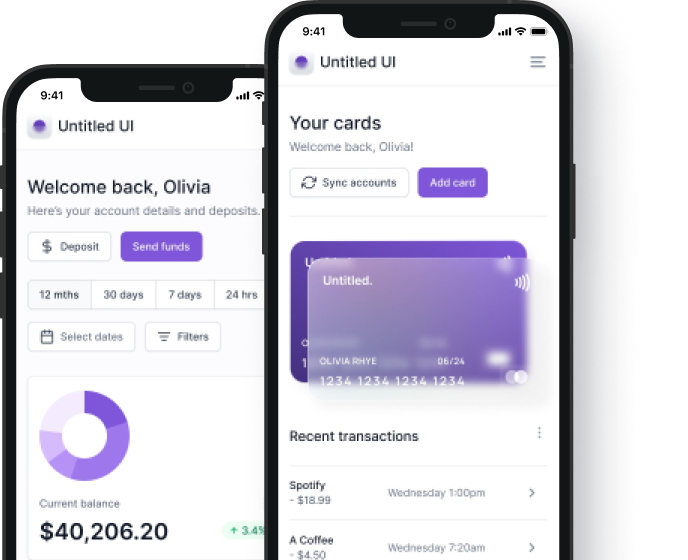 9:41
Untitled UI
Welcome back, Olivia
Here's your account details and deposits.
Deposit
Send funds
12 mths
30 days
7 days
24 hrs
Select dates
Filters
Current balance
$40,206.20
3.4%
9:41
Untitled UI
Your cards
Welcome back, Olivia!
Sync accounts
Add card
Untitled.
OLIVIA RHYE 06/24
1234 1234 1234 1234
Recent transactions
Spotify
- $18.99
Wednesday 1:00pm
A Coffee
- $4.50
Wednesday 7:20am